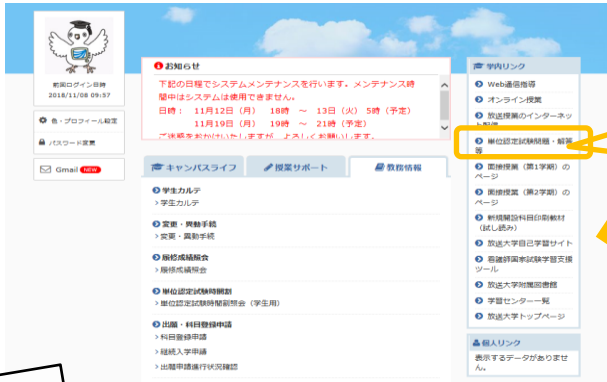 前回ログイン日時
2018/11/08 09:37
色・プロフィール設定
パスワード変更
Gmail NEW
お知らせ
下記の日程でシステムメンテナンスを行います。メンテナンス時
間中はシステムは使用できません。
日時： 11月12日（月） 18時 ～ 13日（火） 5時（予定）
11月19日（月） 19時 ～ 21時（予定）
ご迷惑をおかけいたしますが、よろしくお願いします。
キャンパスライフ
授業サポート
教務情報
学生カルテ
>学生カルテ
変更・異動手続
>変更・異動手続
履修成績照会
>履修成績照会
単位認定試験時間割
>単位認定試験時間割照会（学生用）
出願・科目登録申請
>科目登録申請
>継続入学申請
>出願申請進行状況確認
学内リンク
Web通信指導
オンライン授業
放送授業のインターネッ
ト配信
単位認定試験問題・解答
等
面接授業（第1学期）の
ページ
面接授業（第2学期）の
ページ
新規開設科目印刷教材
（試し読み）
放送大学自己学習サイト
看護師国家試験学習支援
ツール
放送大学附属図書館
学習センター一覧
放送大学トップページ
個人リンク
表示するデータがありませ
ん。